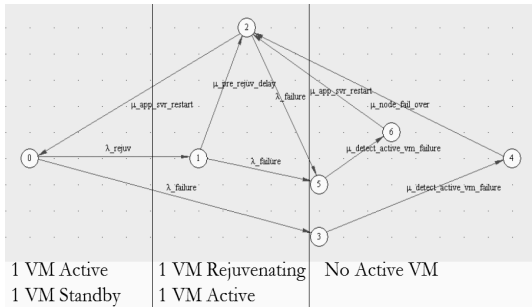 2
μ_app_svr_restart
μ_pre_rejuv_delay
λ_failure
μ_app_svr_restart
μ_node_fail_over
6
λ_rejuv
μ_detect_active_vm_failure
0
1
4
λ_failure
5
λ_failure
μ_detect_active_vm_failure
3
1 VM Active
1 VM Standby
1 VM Rejuvenating
1 VM Active
No Active VM